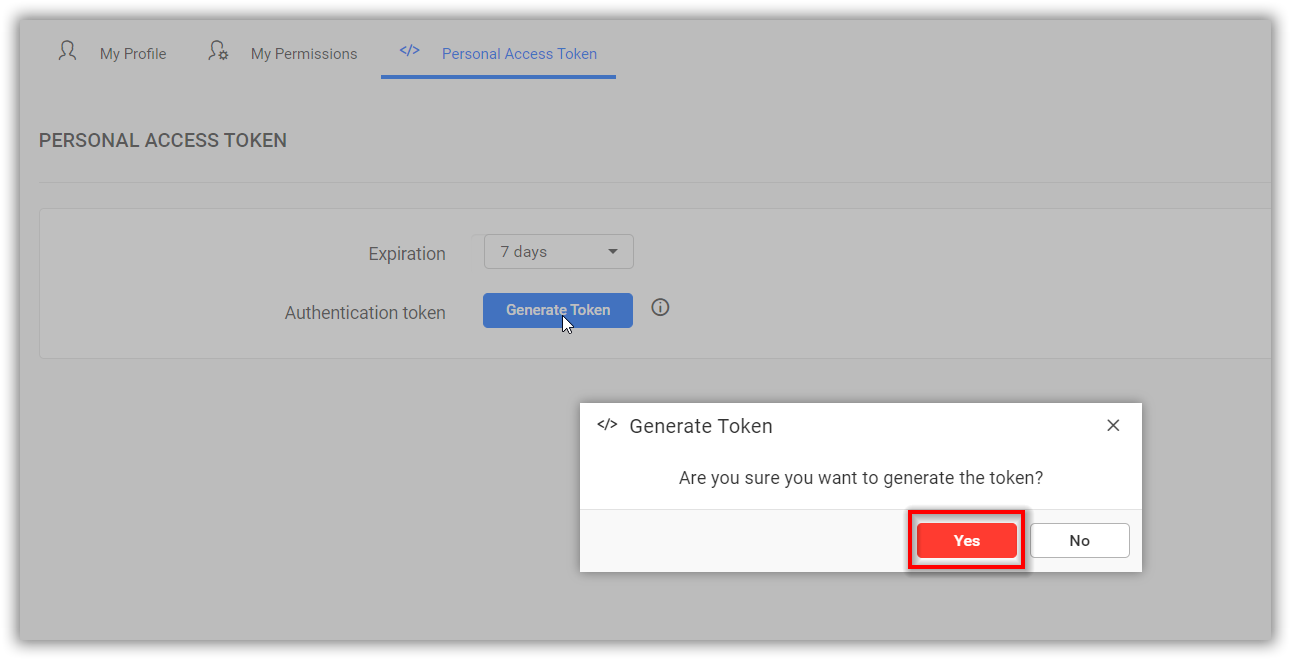 My Profile My Permissions </> Personal Access Token
PERSONAL ACCESS TOKEN
Expiration 7 days
Authentication token Generate Token
</> Generate Token
Are you sure you want to generate the token?
Yes No